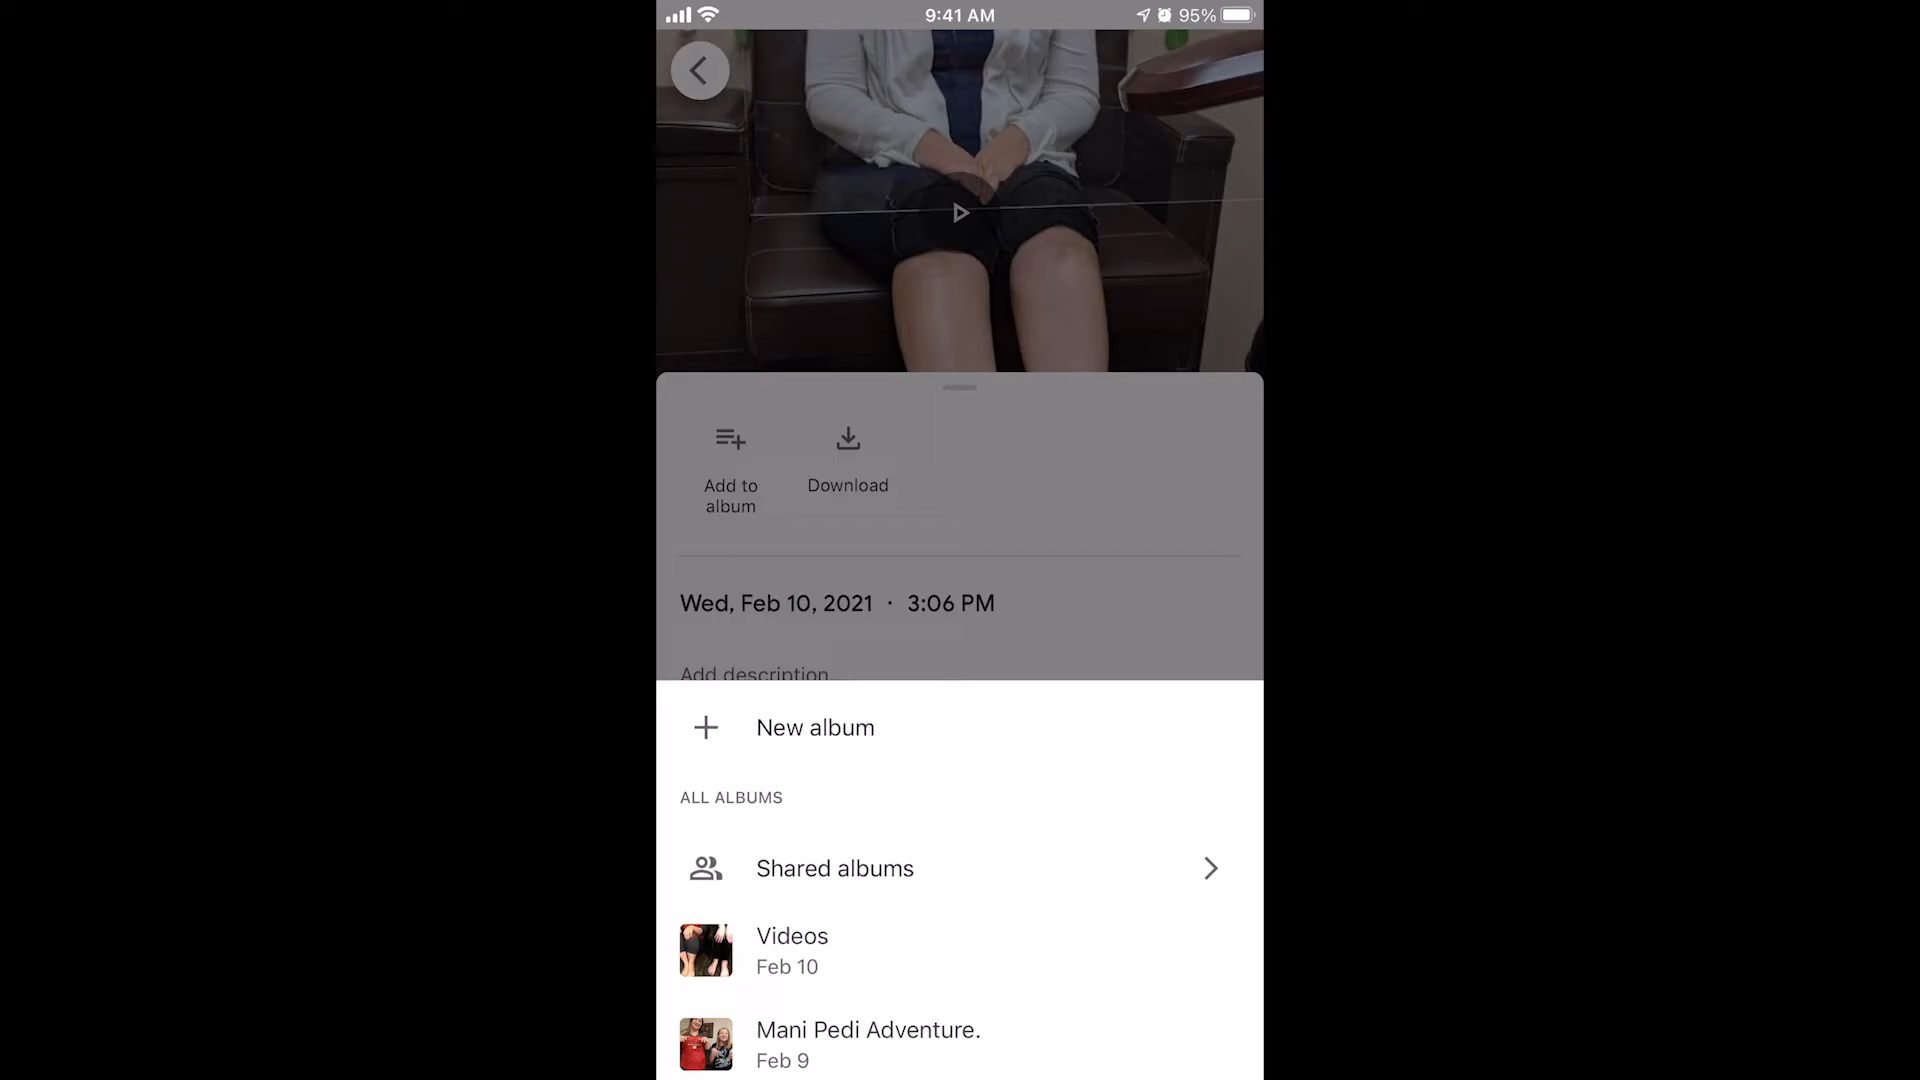 9:41 AM
95%
Add to
album
Download
Wed, Feb 10, 2021 · 3:06 PM
Add description...
New album
ALL ALBUMS
Shared albums
Videos
Feb 10
Mani Pedi Adventure.
Feb 9